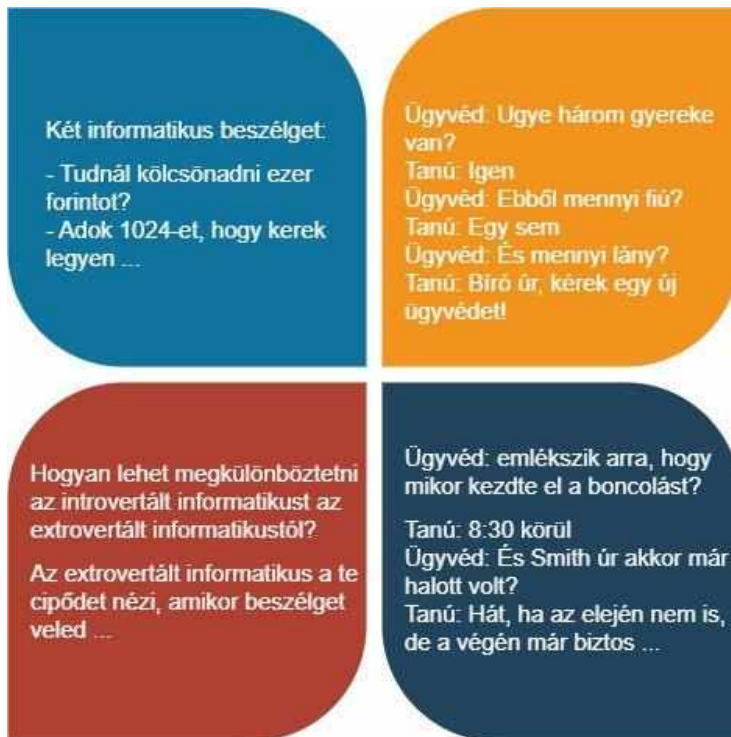 Két informatikus beszélget:
- Tudnál kölcsönadni ezer
forintot?
- Adok 1024-et, hogy kerek
legyen ...
Ügyvéd: Ugye három gyereke
van?
Tanú: Igen
Ügyvéd: Ebből mennyi fiú?
Tanú: Egy sem
Ügyvéd: És mennyi lány?
Tanú: Bíró úr, kérek egy új
ügyvédet!
Hogyan lehet megkülönböztetni
az introvertált informatikust az
extrovertált informatikustól?
Az extrovertált informatikus a te
cipődet nézi, amikor beszélget
veled ...
Ügyvéd: emlékszik arra, hogy
mikor kezdte el a boncolást?
Tanú: 8:30 körül
Ügyvéd: És Smith úr akkor már
halott volt?
Tanú: Hát, ha az elején nem is,
de a végén már biztos ...